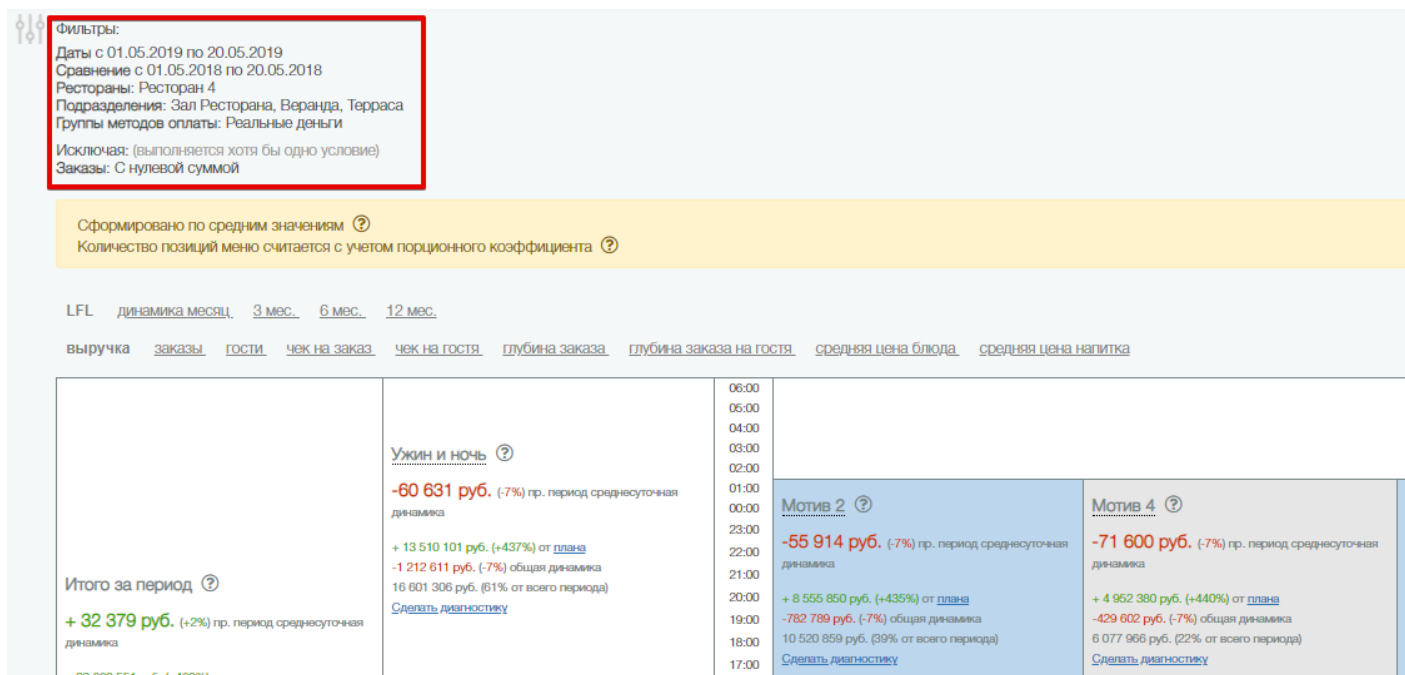 Фильтры:
Даты с 01.05.2019 по 20.05.2019
Сравнение с 01.05.2018 по 20.05.2018
Рестораны: Ресторан 4
Подразделения: Зал Ресторана, Веранда, Терраса
Группы методов оплаты: Реальные деньги
Исключая: (выполняется хотя бы одно условие)
Заказы: С нулевой суммой
Сформировано по средним значениям ?
Количество позиций меню считается с учетом порционного коэффициента ?
LFL динамика месяц 3 мес. 6 мес. 12 мес.
выручка заказы гости чек на заказ чек на гостя глубина заказа глубина заказа на гостя средняя цена блюда средняя цена напитка
Итого за период ?
+ 32 379 руб. (+2%) пр. период среднесуточная
динамика
Ужин и ночь ?
-60 631 руб. (-7%) пр. период среднесуточная
динамика
+ 13 510 101 руб. (+437%) от плана
-1 212 611 руб. (-7%) общая динамика
16 601 306 руб. (61% от всего периода)
Сделать диагностику
06:00
05:00
04:00
03:00
02:00
01:00
00:00
23:00
22:00
21:00
20:00
19:00
18:00
17:00
Мотив 2 ?
-55 914 руб. (-7%) пр. период среднесуточная
динамика
+ 8 555 850 руб. (+435%) от плана
-782 789 руб. (-7%) общая динамика
10 520 859 руб. (39% от всего периода)
Сделать диагностику
Мотив 4 ?
-71 600 руб. (-7%) пр. период среднесуточная
динамика
+ 4 952 380 руб. (+440%) от плана
-429 602 руб. (-7%) общая динамика
6 077 966 руб. (22% от всего периода)
Сделать диагностику